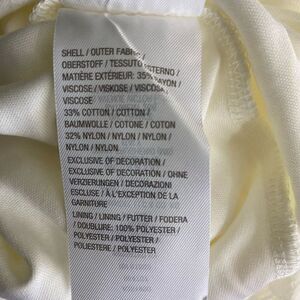 SHELL / OUTER FABRIC /
OBERSTOFF / TESSUTO ESTERNO /
MATIÈRE EXTÉRIEUR: 35% RAYON /
VISCOSE / VISKOSE / VISCOSA /
VISCOSE
33% COTTON / COTTON /
BAUMWOLLE / COTONE / COTON
32% NYLON / NYLON / NYLON /
NYLON / NYLON
EXCLUSIVE OF DECORATION /
EXCLUSIVE OF DECORATION / OHNE
VERZIERUNGEN / DECORAZIONI
ESCLUSE / À L'EXCEPTION DE LA
GARNITURE
LINING / LINING / FUTTER / FODERA
/ DOUBLURE: 100% POLYESTER /
POLYESTER / POLYESTER /
POLIESTERE / POLYESTER